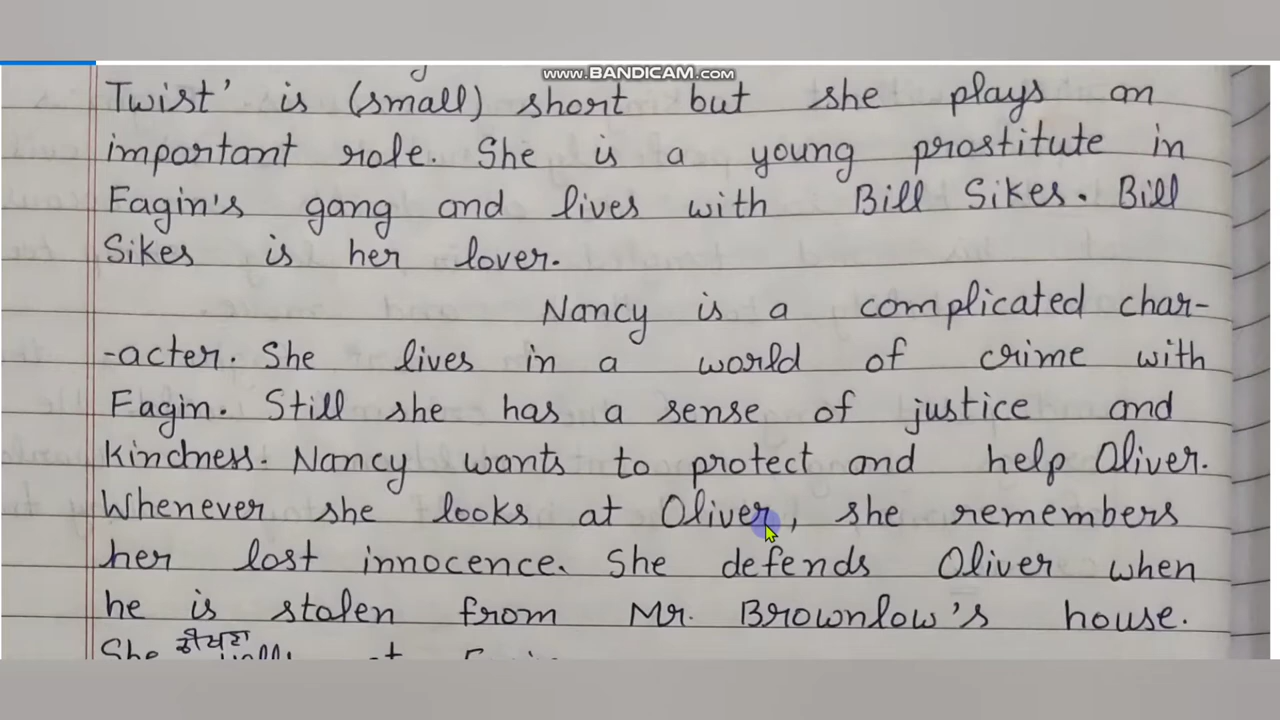 www.BANDICAM.com
Twist' is (small) short but she plays an
important role. She is a young prostitute in
Fagin's gang and lives with Bill Sikes. Bill
Sikes is her lover.
Nancy is a complicated char-
-acter. She lives in a world of crime with
Fagin. Still she has a sense of justice and
kindness. Nancy wants to protect and help Oliver.
Whenever she looks at Oliver, she remembers
her lost innocence. She defends Oliver when
he is stolen from Mr. Brownlow's house.
She